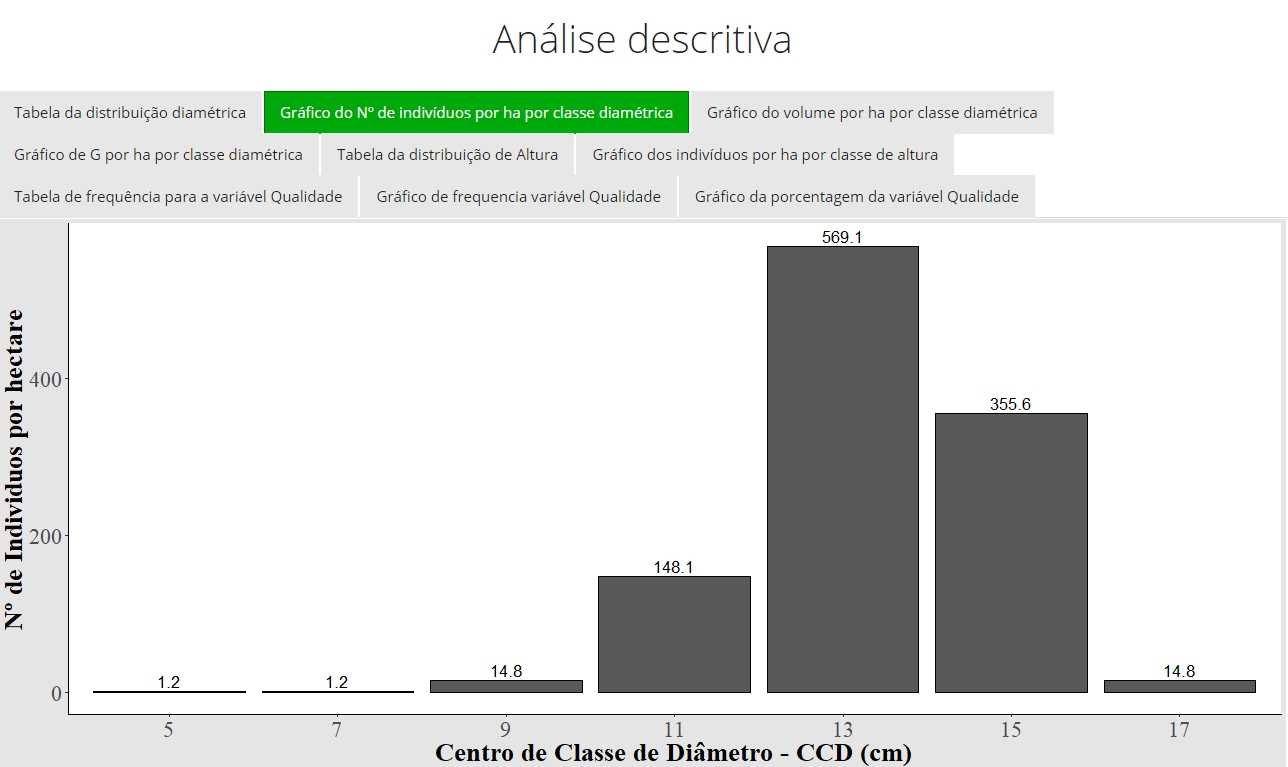 Análise descritiva
Tabela da distribuição diamétrica
Gráfico do Nº de indivíduos por ha por classe diamétrica
Gráfico do volume por ha por classe diamétrica
Gráfico de G por ha por classe diamétrica
Tabela da distribuição de Altura
Gráfico dos indivíduos por ha por classe de altura
Tabela de frequência para a variável Qualidade
Gráfico de frequencia variável Qualidade
Gráfico da porcentagem da variável Qualidade
Nº de Individuos por hectare
400
200
0
1.2
1.2
14.8
148.1
569.1
355.6
14.8
5
7
9
11
13
15
17
Centro de Classe de Diâmetro - CCD (cm)